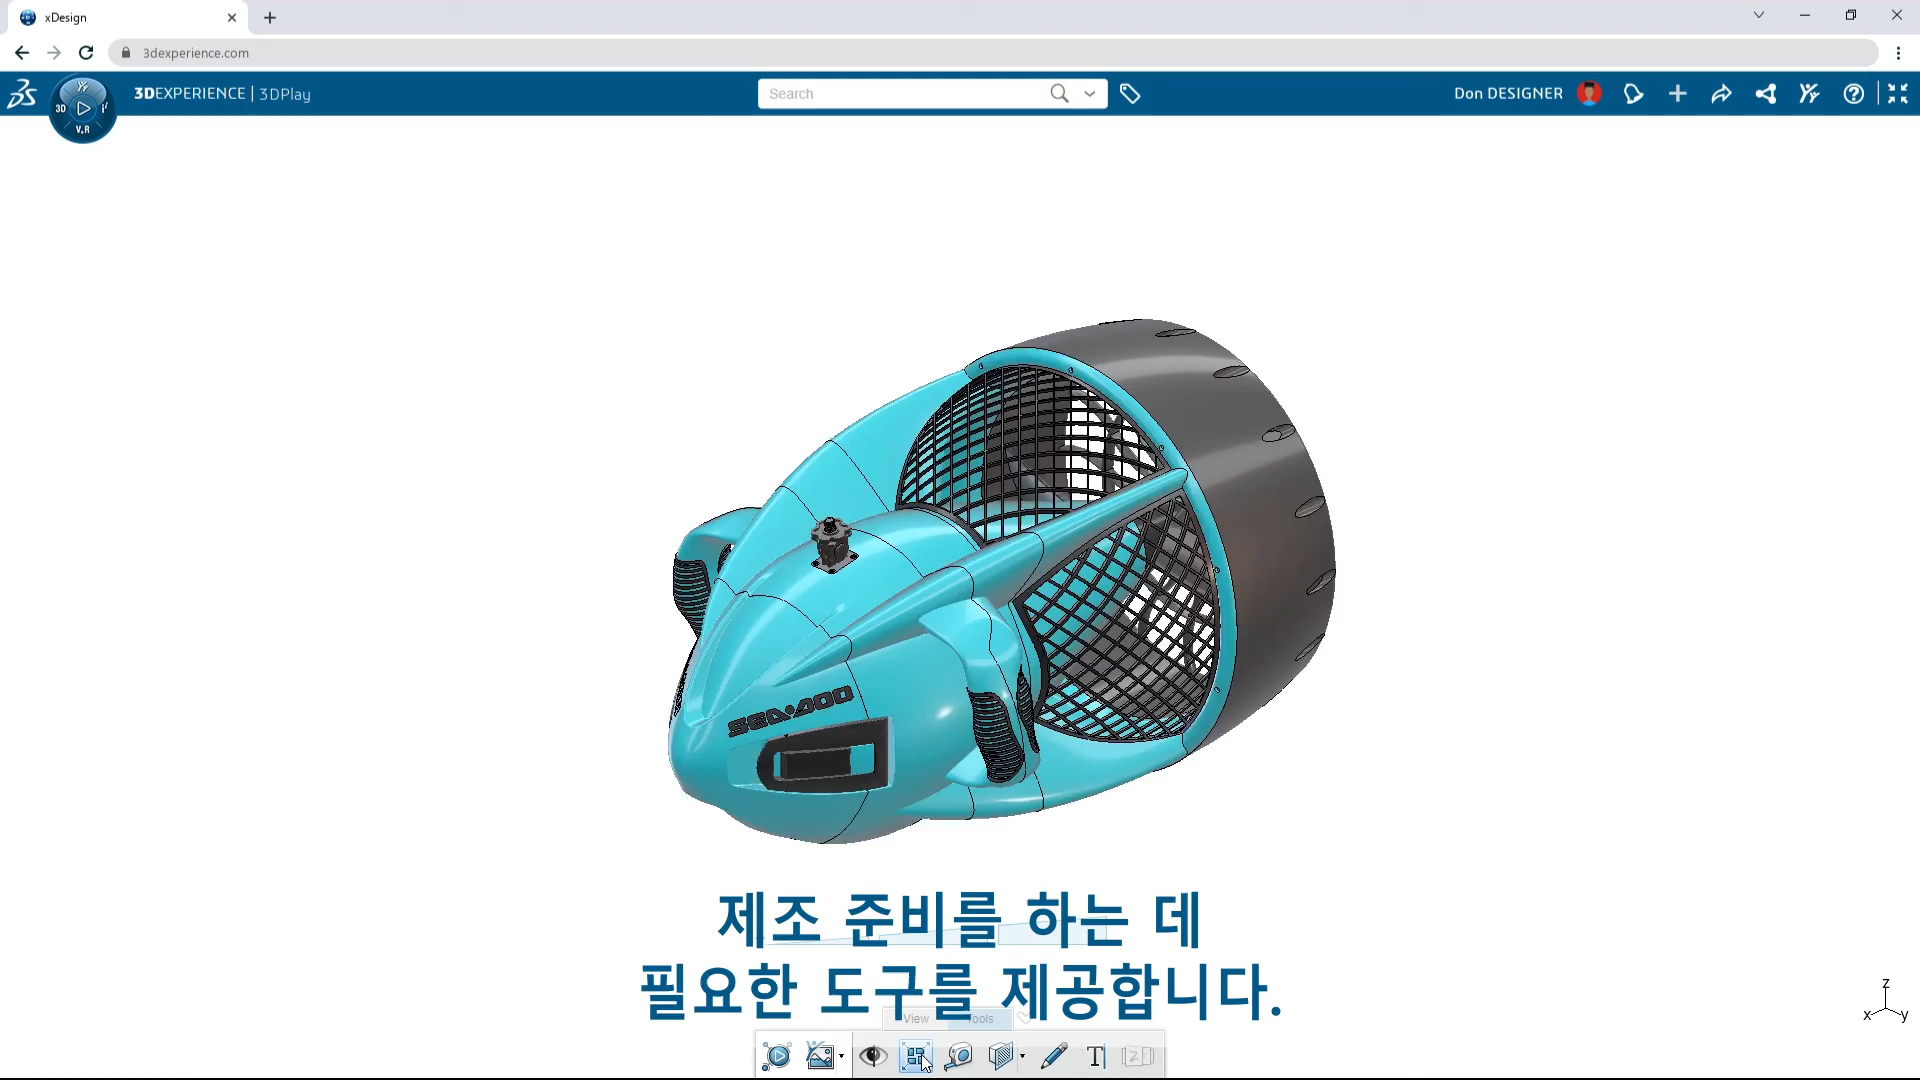 xDesign
3dexperience.com
3DEXPERIENCE | 3DPlay
Search
Don DESIGNER
3D
V.R
SEA-DOO
제조 준비를 하는 데
필요한 도구를 제공합니다.
View
Tools
z
x
y